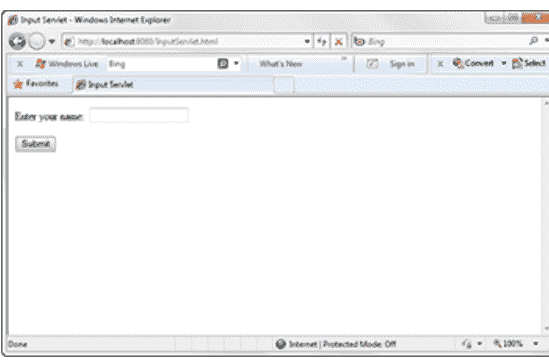 Input Servlet - Windows Internet Explorer
http://localhost:8080/InputServlet.html
Bing
Windows Live Bing What's New Sign in Convert Select
Favorites Input Servlet
Enter your name:
Submit
Done Internet | Protected Mode: Off 100%